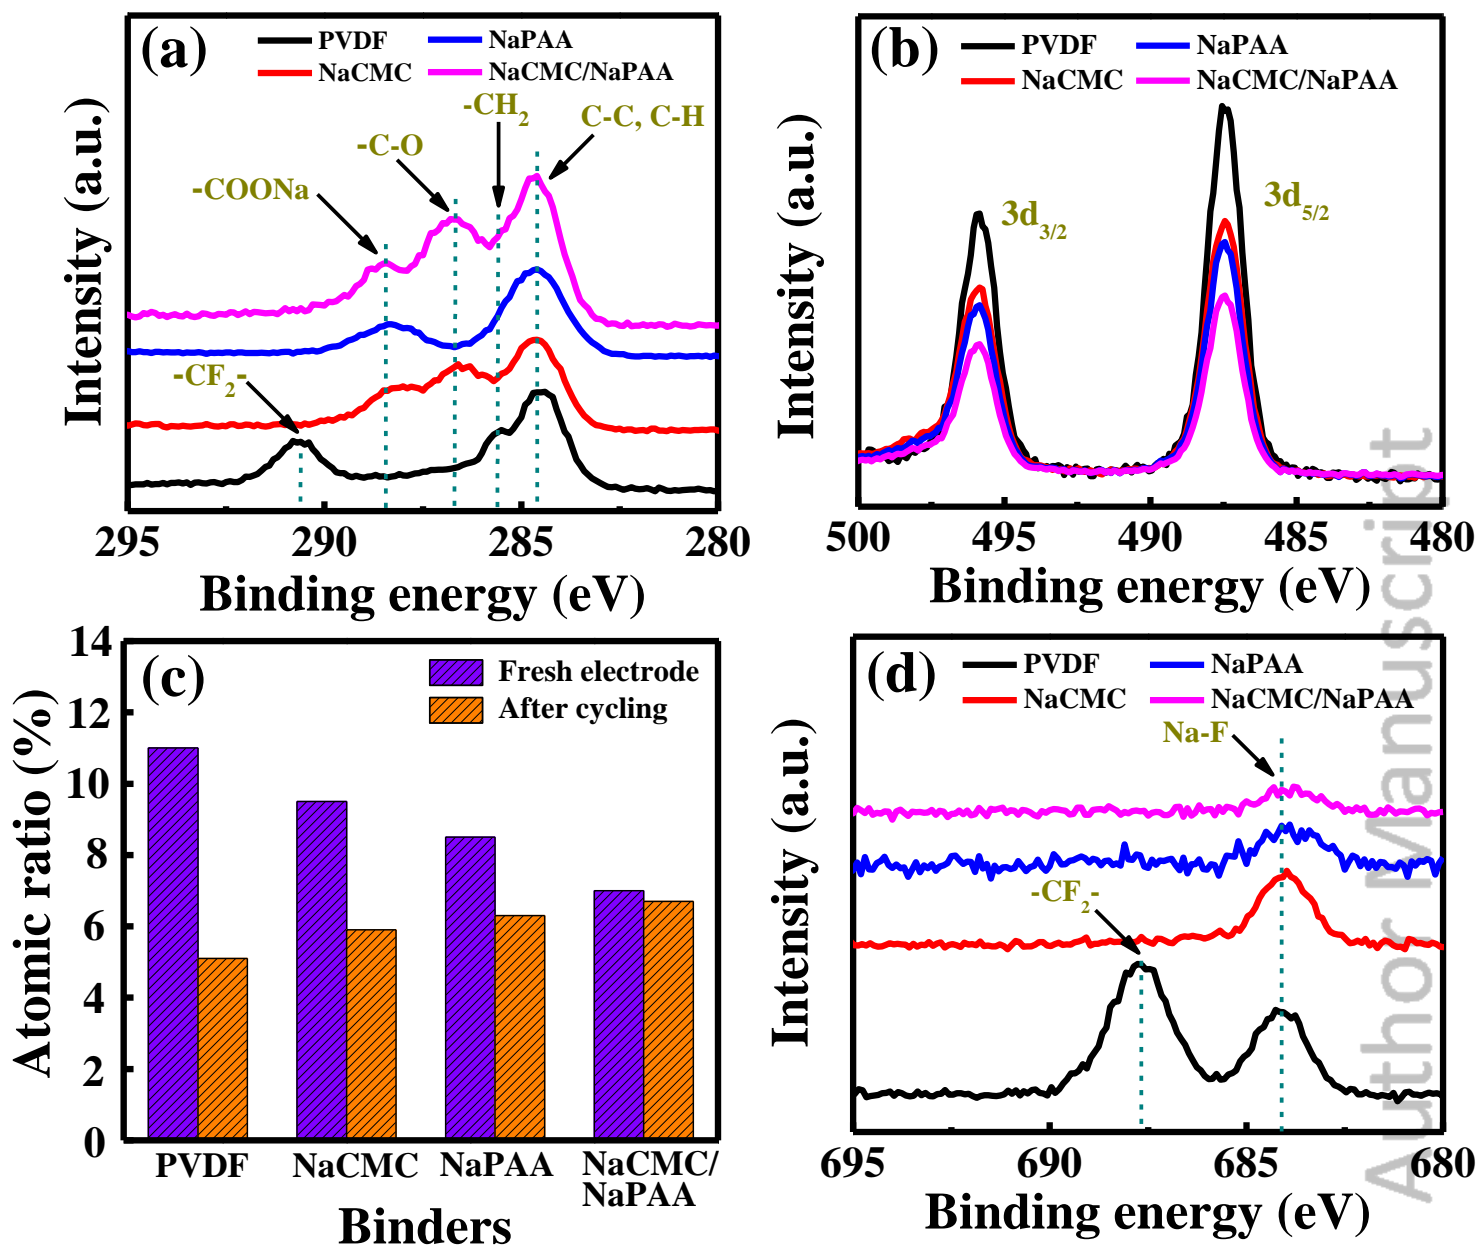 (a)
PVDF
NaPAA
NaCMC
NaCMC/NaPAA
-CH2
C-C, C-H
-C-O
-COONa
-CF2-
Intensity (a.u.)
295
290
285
280
Binding energy (eV)
(b)
PVDF
NaPAA
NaCMC
NaCMC/NaPAA
3d3/2
3d5/2
Intensity (a.u.)
500
495
490
485
480
Binding energy (eV)
(c)
Fresh electrode
After cycling
Atomic ratio (%)
14
12
10
8
6
4
2
0
PVDF
NaCMC
NaPAA
NaCMC/
NaPAA
Binders
(d)
PVDF
NaPAA
NaCMC
NaCMC/NaPAA
Na-F
-CF2-
Intensity (a.u.)
695
690
685
680
Binding energy (eV)
Author Manuscript